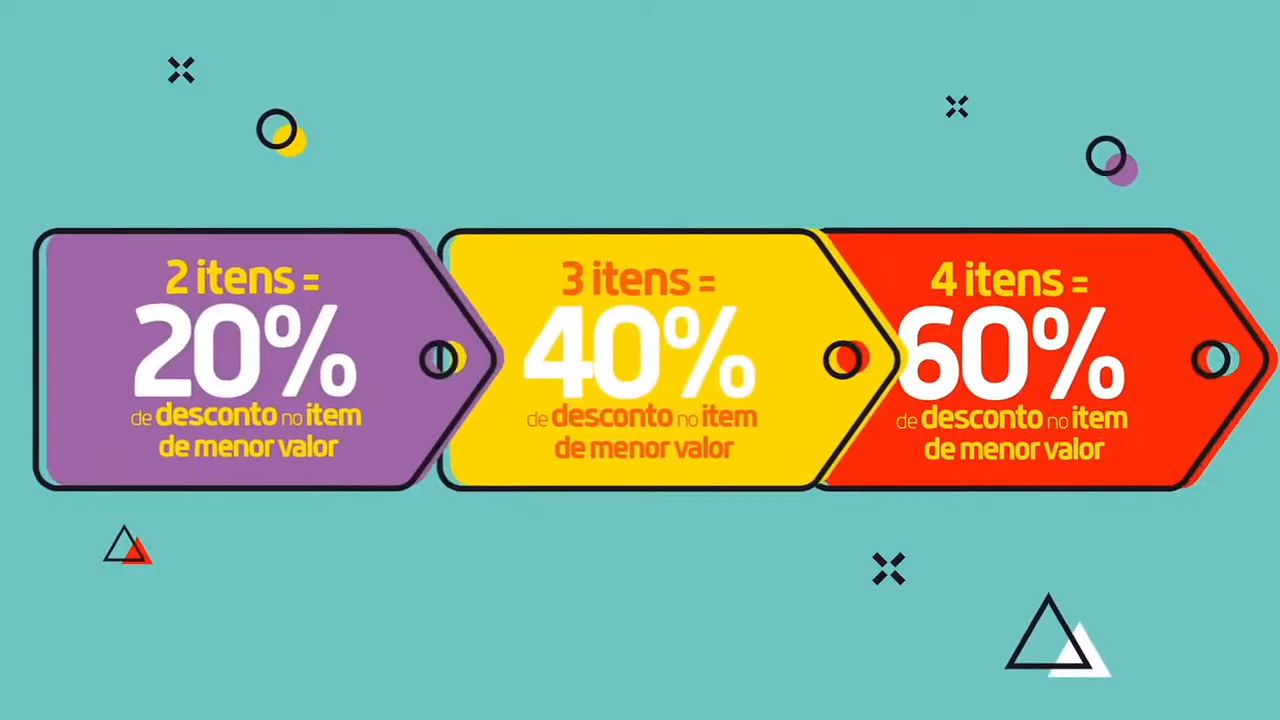 2 itens =
20%
de desconto no item
de menor valor
3 itens =
40%
de desconto no item
de menor valor
4 itens =
60%
de desconto no item
de menor valor